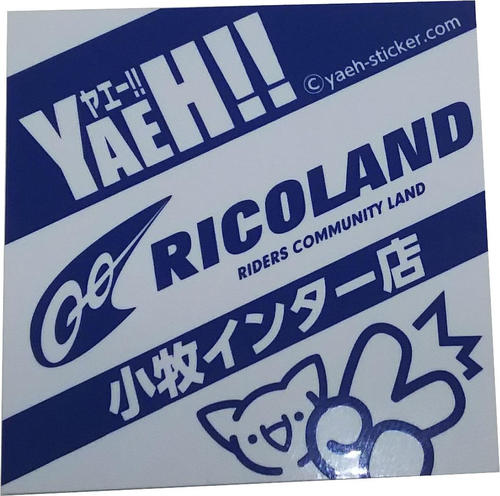 ヤエー!!
YAEH!!
©yaeh-sticker.com
RICOLAND
RIDERS COMMUNITY LAND
小牧インター店